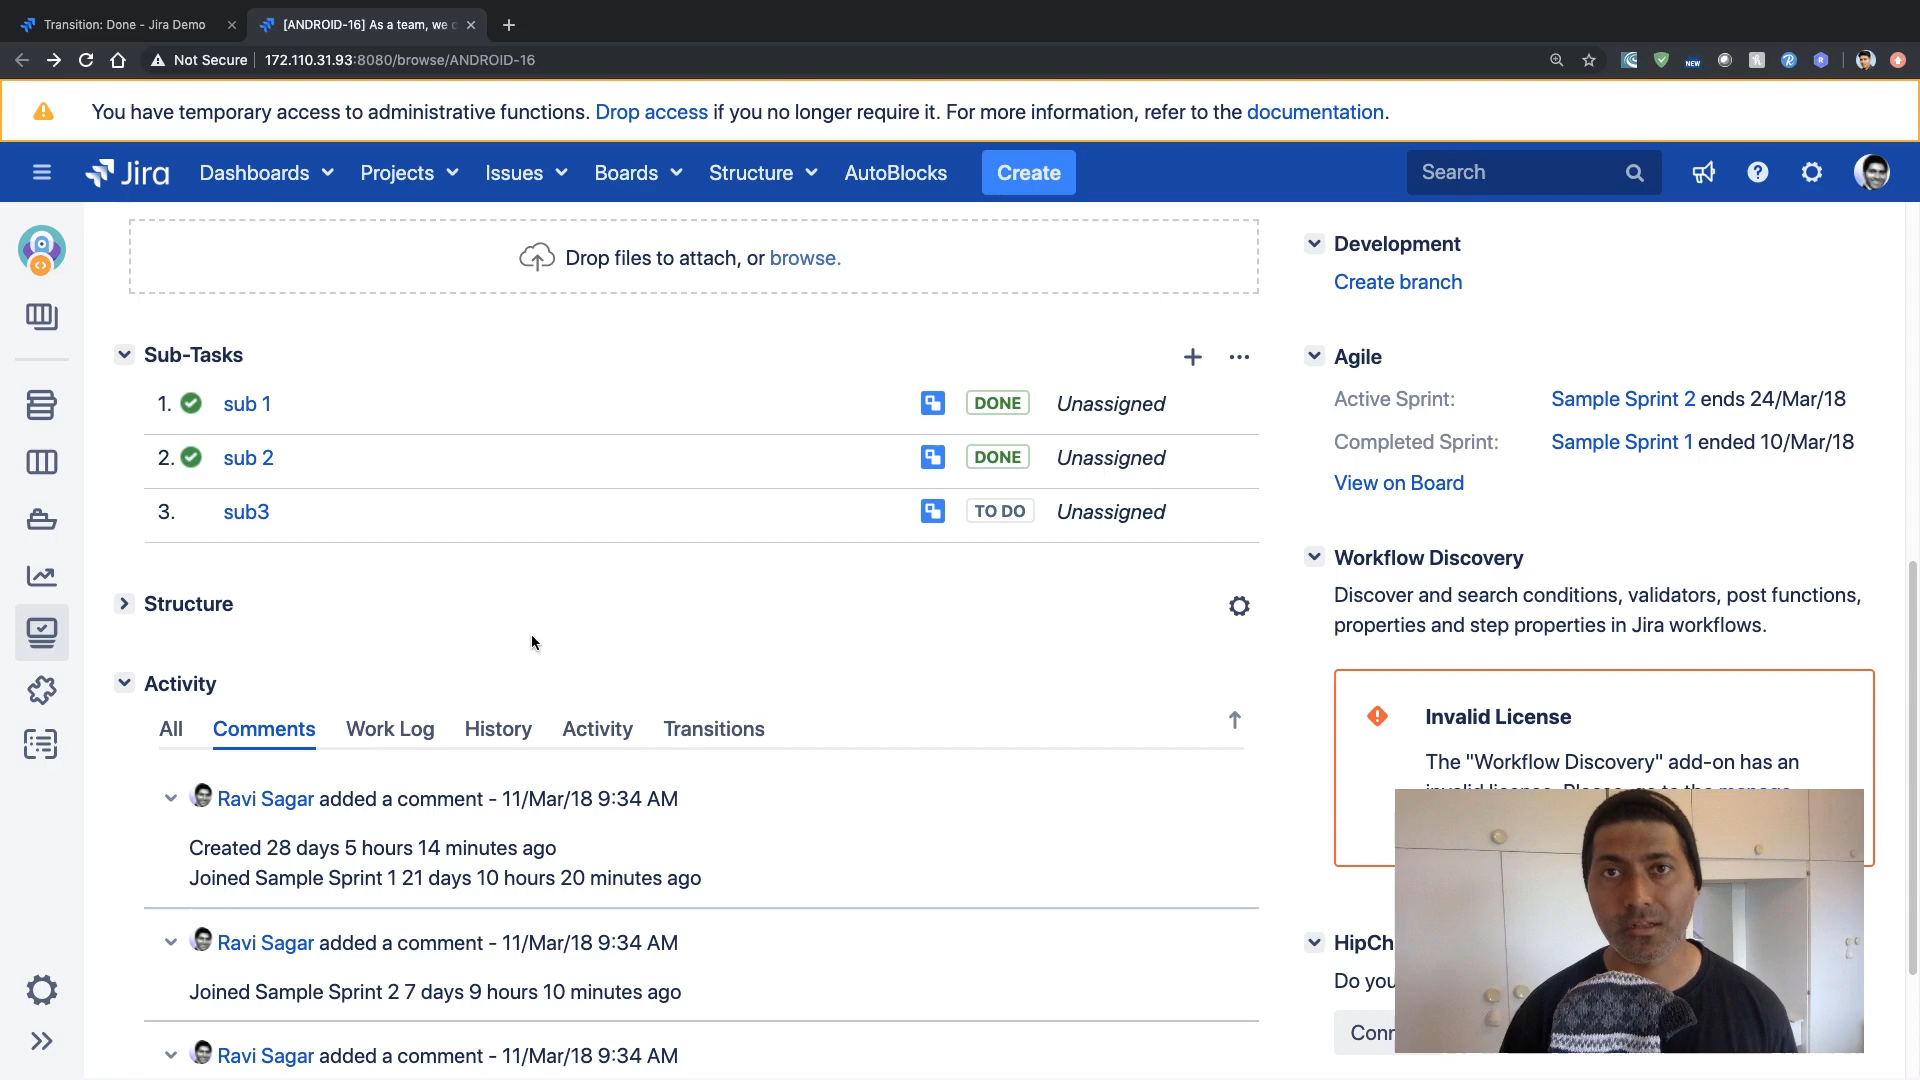 Transition: Done - Jira Demo
[ANDROID-16] As a team, we c
Not Secure 172.110.31.93:8080/browse/ANDROID-16
NEW
You have temporary access to administrative functions. Drop access if you no longer require it. For more information, refer to the documentation.
Jira Dashboards Projects Issues Boards Structure AutoBlocks Create Search
Drop files to attach, or browse.
Sub-Tasks
1. sub 1 DONE Unassigned
2. sub 2 DONE Unassigned
3. sub3 TO DO Unassigned
Structure
Activity
All Comments Work Log History Activity Transitions
Ravi Sagar added a comment - 11/Mar/18 9:34 AM
Created 28 days 5 hours 14 minutes ago
Joined Sample Sprint 1 21 days 10 hours 20 minutes ago
Ravi Sagar added a comment - 11/Mar/18 9:34 AM
Joined Sample Sprint 2 7 days 9 hours 10 minutes ago
Ravi Sagar added a comment - 11/Mar/18 9:34 AM
Development
Create branch
Agile
Active Sprint: Sample Sprint 2 ends 24/Mar/18
Completed Sprint: Sample Sprint 1 ended 10/Mar/18
View on Board
Workflow Discovery
Discover and search conditions, validators, post functions,
properties and step properties in Jira workflows.
Invalid License
The "Workflow Discovery" add-on has an
HipCh
Do you
Conn